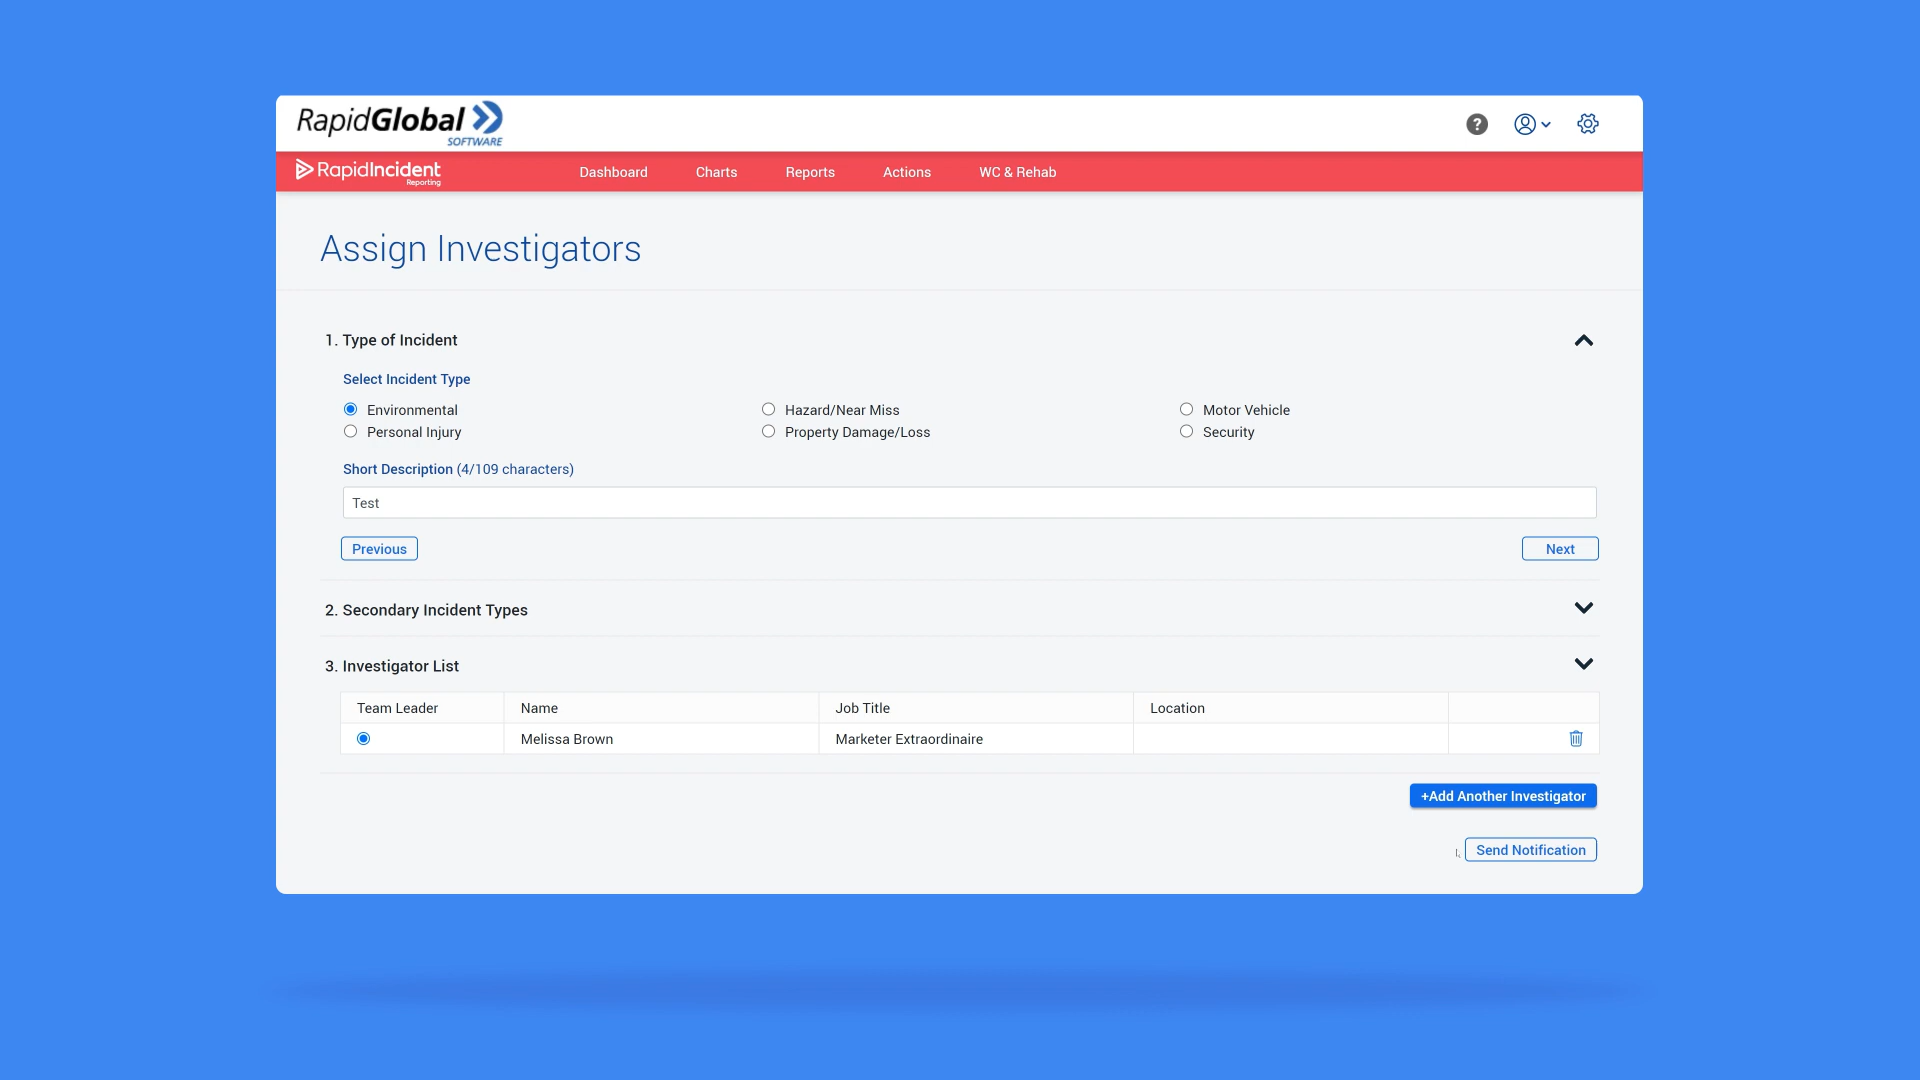 RapidGlobal
SOFTWARE
?
RapidIncident
Reporting
Dashboard Charts Reports Actions WC & Rehab
Assign Investigators
1. Type of Incident
Select Incident Type
Environmental Hazard/Near Miss Motor Vehicle
Personal Injury Property Damage/Loss Security
Short Description (4/109 characters)
Test
Previous Next
2. Secondary Incident Types
3. Investigator List
Team Leader Name Job Title Location
Melissa Brown Marketer Extraordinaire
+Add Another Investigator
Send Notification